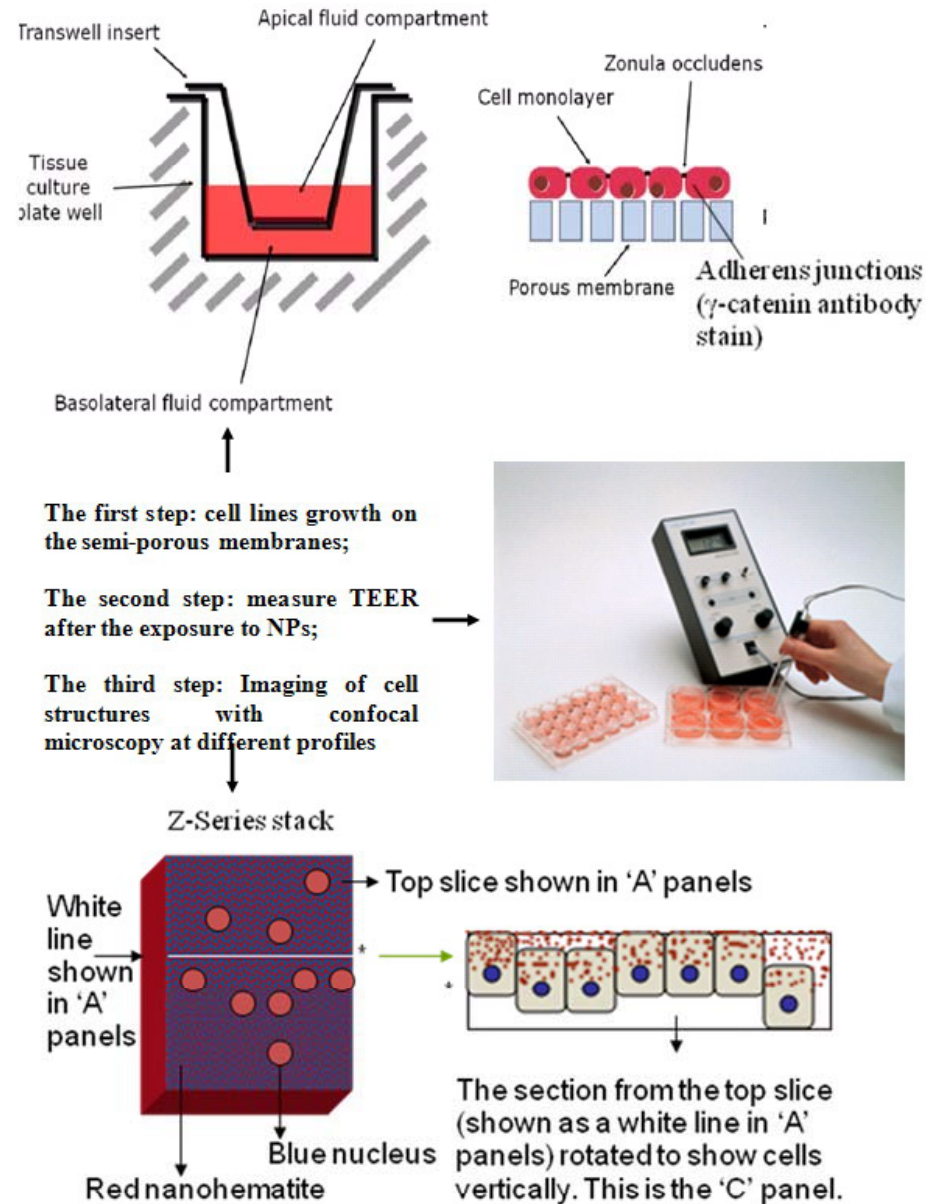 Apical fluid compartment
Transwell insert
Tissue
culture
plate well
Basolateral fluid compartment
Zonula occludens
Cell monolayer
Porous membrane
Adherens junctions
(γ-catenin antibody
stain)
The first step: cell lines growth on
the semi-porous membranes;
The second step: measure TEER
after the exposure to NPs;
The third step: Imaging of cell
structures with confocal
microscopy at different profiles
Z-Series stack
Top slice shown in 'A' panels
White
line
shown
in 'A'
panels
*
*
Blue nucleus
Red nanohematite
The section from the top slice
(shown as a white line in 'A'
panels) rotated to show cells
vertically. This is the 'C' panel.